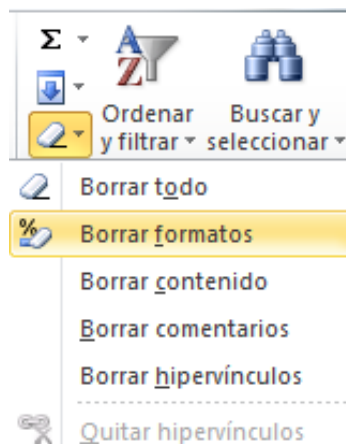 Σ
A
Z
Ordenar
y filtrar
Buscar y
seleccionar
Borrar todo
% Borrar formatos
Borrar contenido
Borrar comentarios
Borrar hipervínculos
Quitar hipervínculos